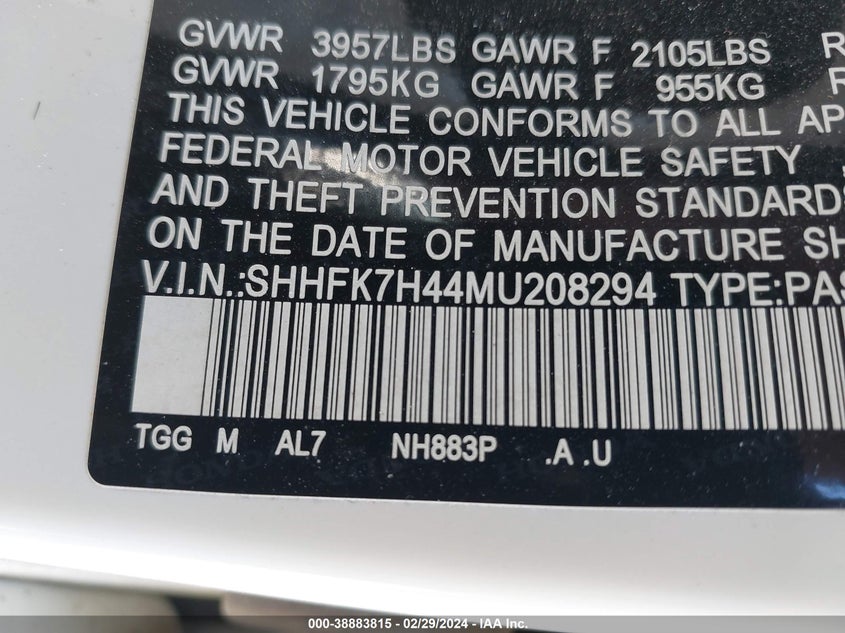 GVWR 3957LBS GAWR F 2105LBS R
GVWR 1795KG GAWR F 955KG R
THIS VEHICLE CONFORMS TO ALL AP
FEDERAL MOTOR VEHICLE SAFETY
AND THEFT PREVENTION STANDARDS
ON THE DATE OF MANUFACTURE SH
V.I.N.:SHHFK7H44MU208294 TYPE:PAS
TGG M AL7 NH883P .A .U
000-38883815 - 02/29/2024 - IAA Inc.